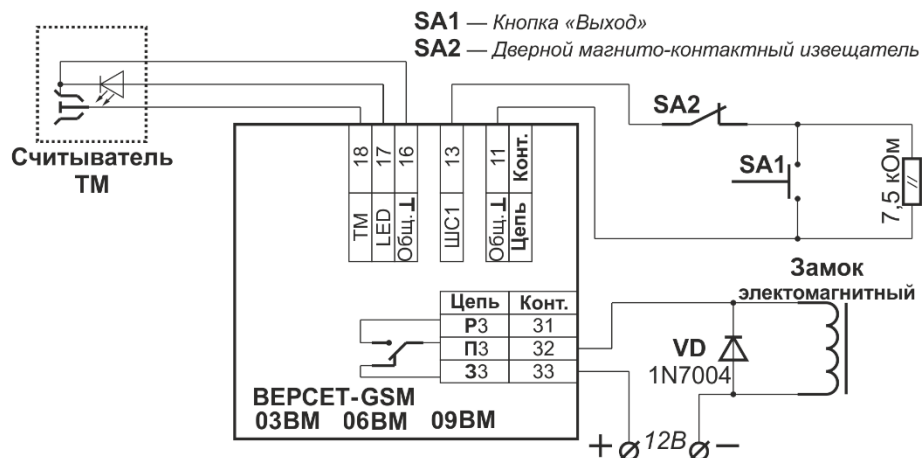 SA1 — Кнопка «Выход»
SA2 — Дверной магнито-контактный извещатель
Считыватель
ТМ
18
17
16
13
11
Конт.
ТМ
LED
Общ.⊥
ШС1
Общ.⊥
Цепь
SA2
SA1
7,5 кОм
Замок
электомагнитный
Цепь Конт.
Р3 31
П3 32
З3 33
VD
1N7004
ВЕРСЕТ-GSM
03ВМ 06ВМ 09ВМ
+ 12В −